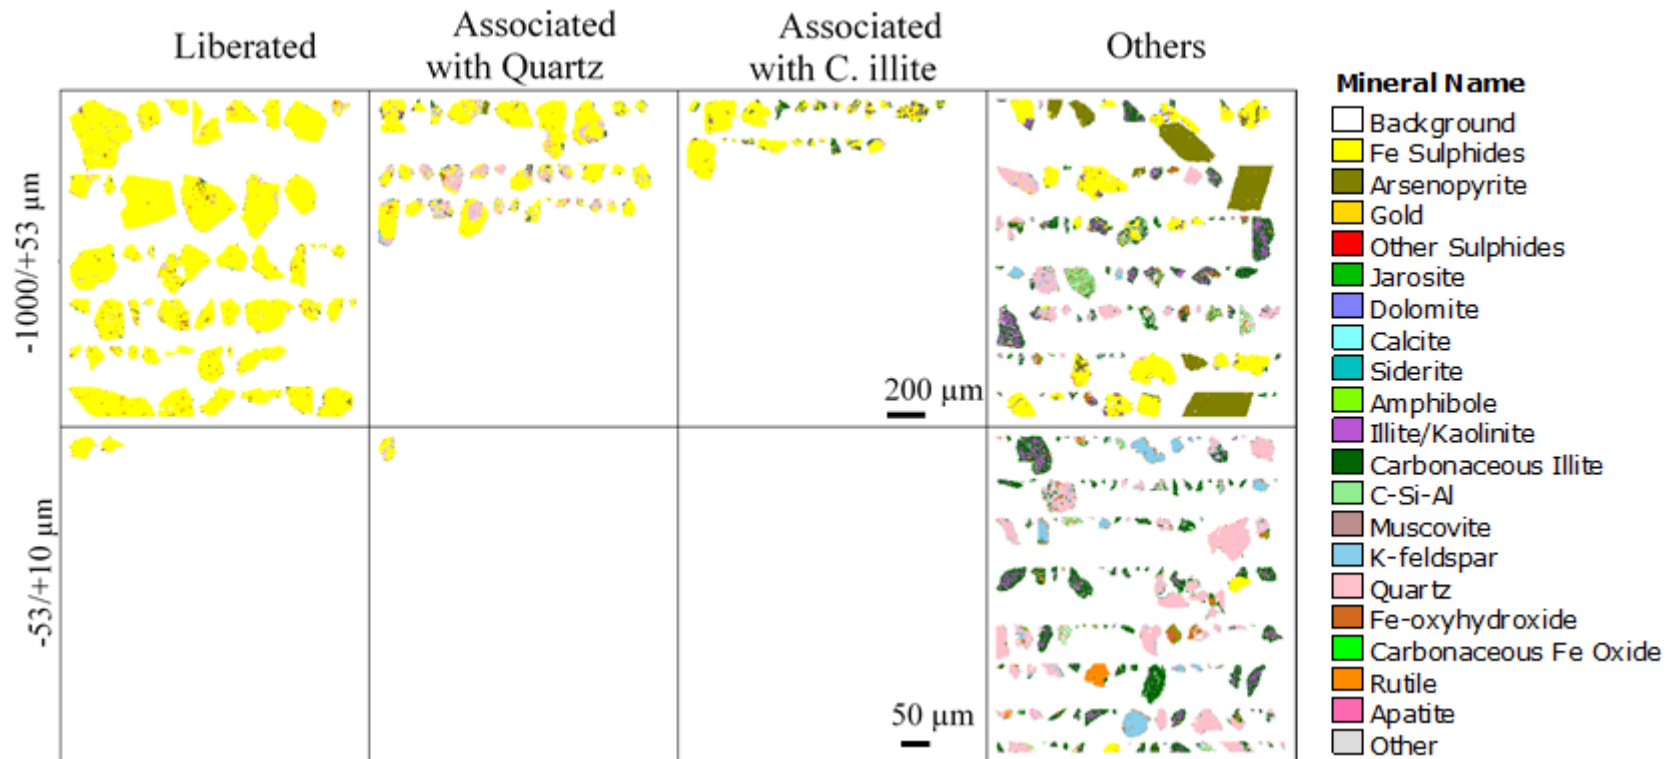 Liberated
Associated
with Quartz
Associated
with C. illite
Others
-1000/+53 µm
-53/+10 µm
200 µm
50 µm
Mineral Name
Background
Fe Sulphides
Arsenopyrite
Gold
Other Sulphides
Jarosite
Dolomite
Calcite
Siderite
Amphibole
Illite/Kaolinite
Carbonaceous Illite
C-Si-Al
Muscovite
K-feldspar
Quartz
Fe-oxyhydroxide
Carbonaceous Fe Oxide
Rutile
Apatite
Other